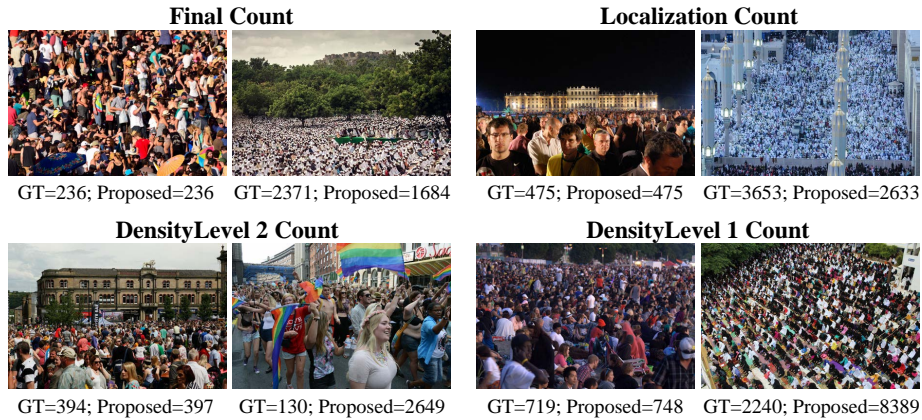 Final Count
Localization Count
GT=236; Proposed=236
GT=2371; Proposed=1684
GT=475; Proposed=475
GT=3653; Proposed=2633
DensityLevel 2 Count
DensityLevel 1 Count
GT=394; Proposed=397
GT=130; Proposed=2649
GT=719; Proposed=748
GT=2240; Proposed=8389